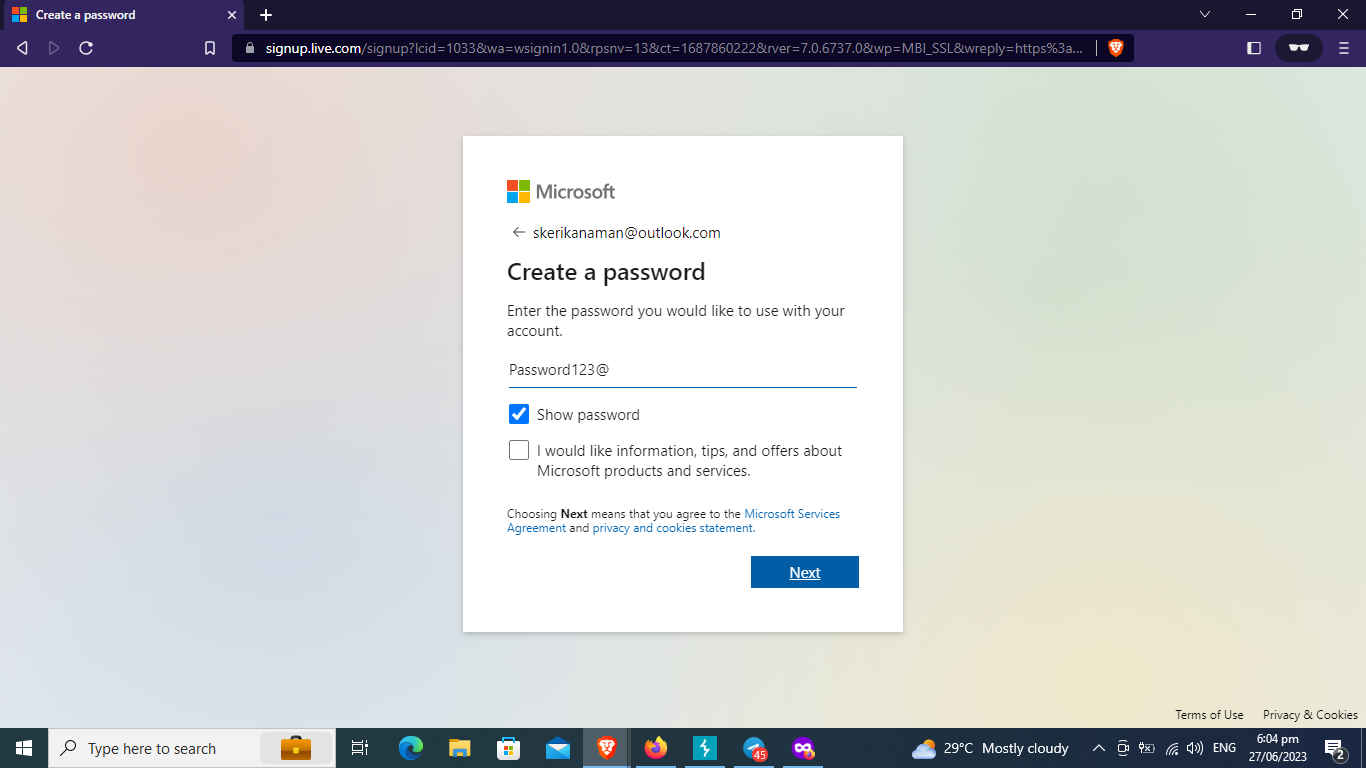 Create a password
signup.live.com/signup?lcid=1033&wa=wsignin1.0&rpsnv=13&ct=1687860222&rver=7.0.6737.0&wp=MBI_SSL&wreply=https%3a...
Microsoft
skerikanaman@outlook.com
Create a password
Enter the password you would like to use with your
account.
Password123@
Show password
I would like information, tips, and offers about
Microsoft products and services.
Choosing Next means that you agree to the Microsoft Services
Agreement and privacy and cookies statement.
Next
Terms of Use Privacy & Cookies
Type here to search
45
29°C Mostly cloudy
ENG
6:04 pm
27/06/2023
2